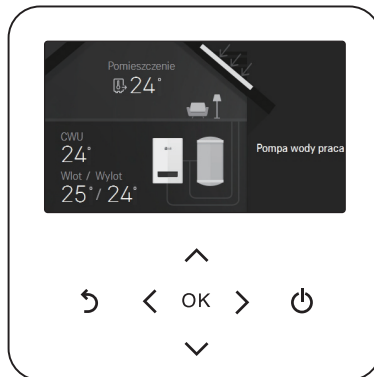 Pomieszczenie
24°
CWU
24°
Wlot / Wylot
25°/ 24°
Pompa wody praca
OK